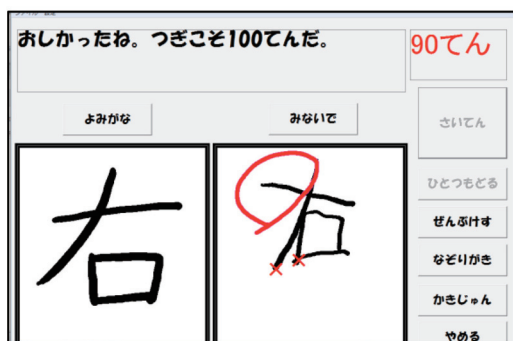 おしかったね。つぎこそ100てんだ。
90てん
よみがな
みないで
さいてん
ひとつもどる
ぜんぶけす
なぞりがき
かきじゅん
やめる
右
右